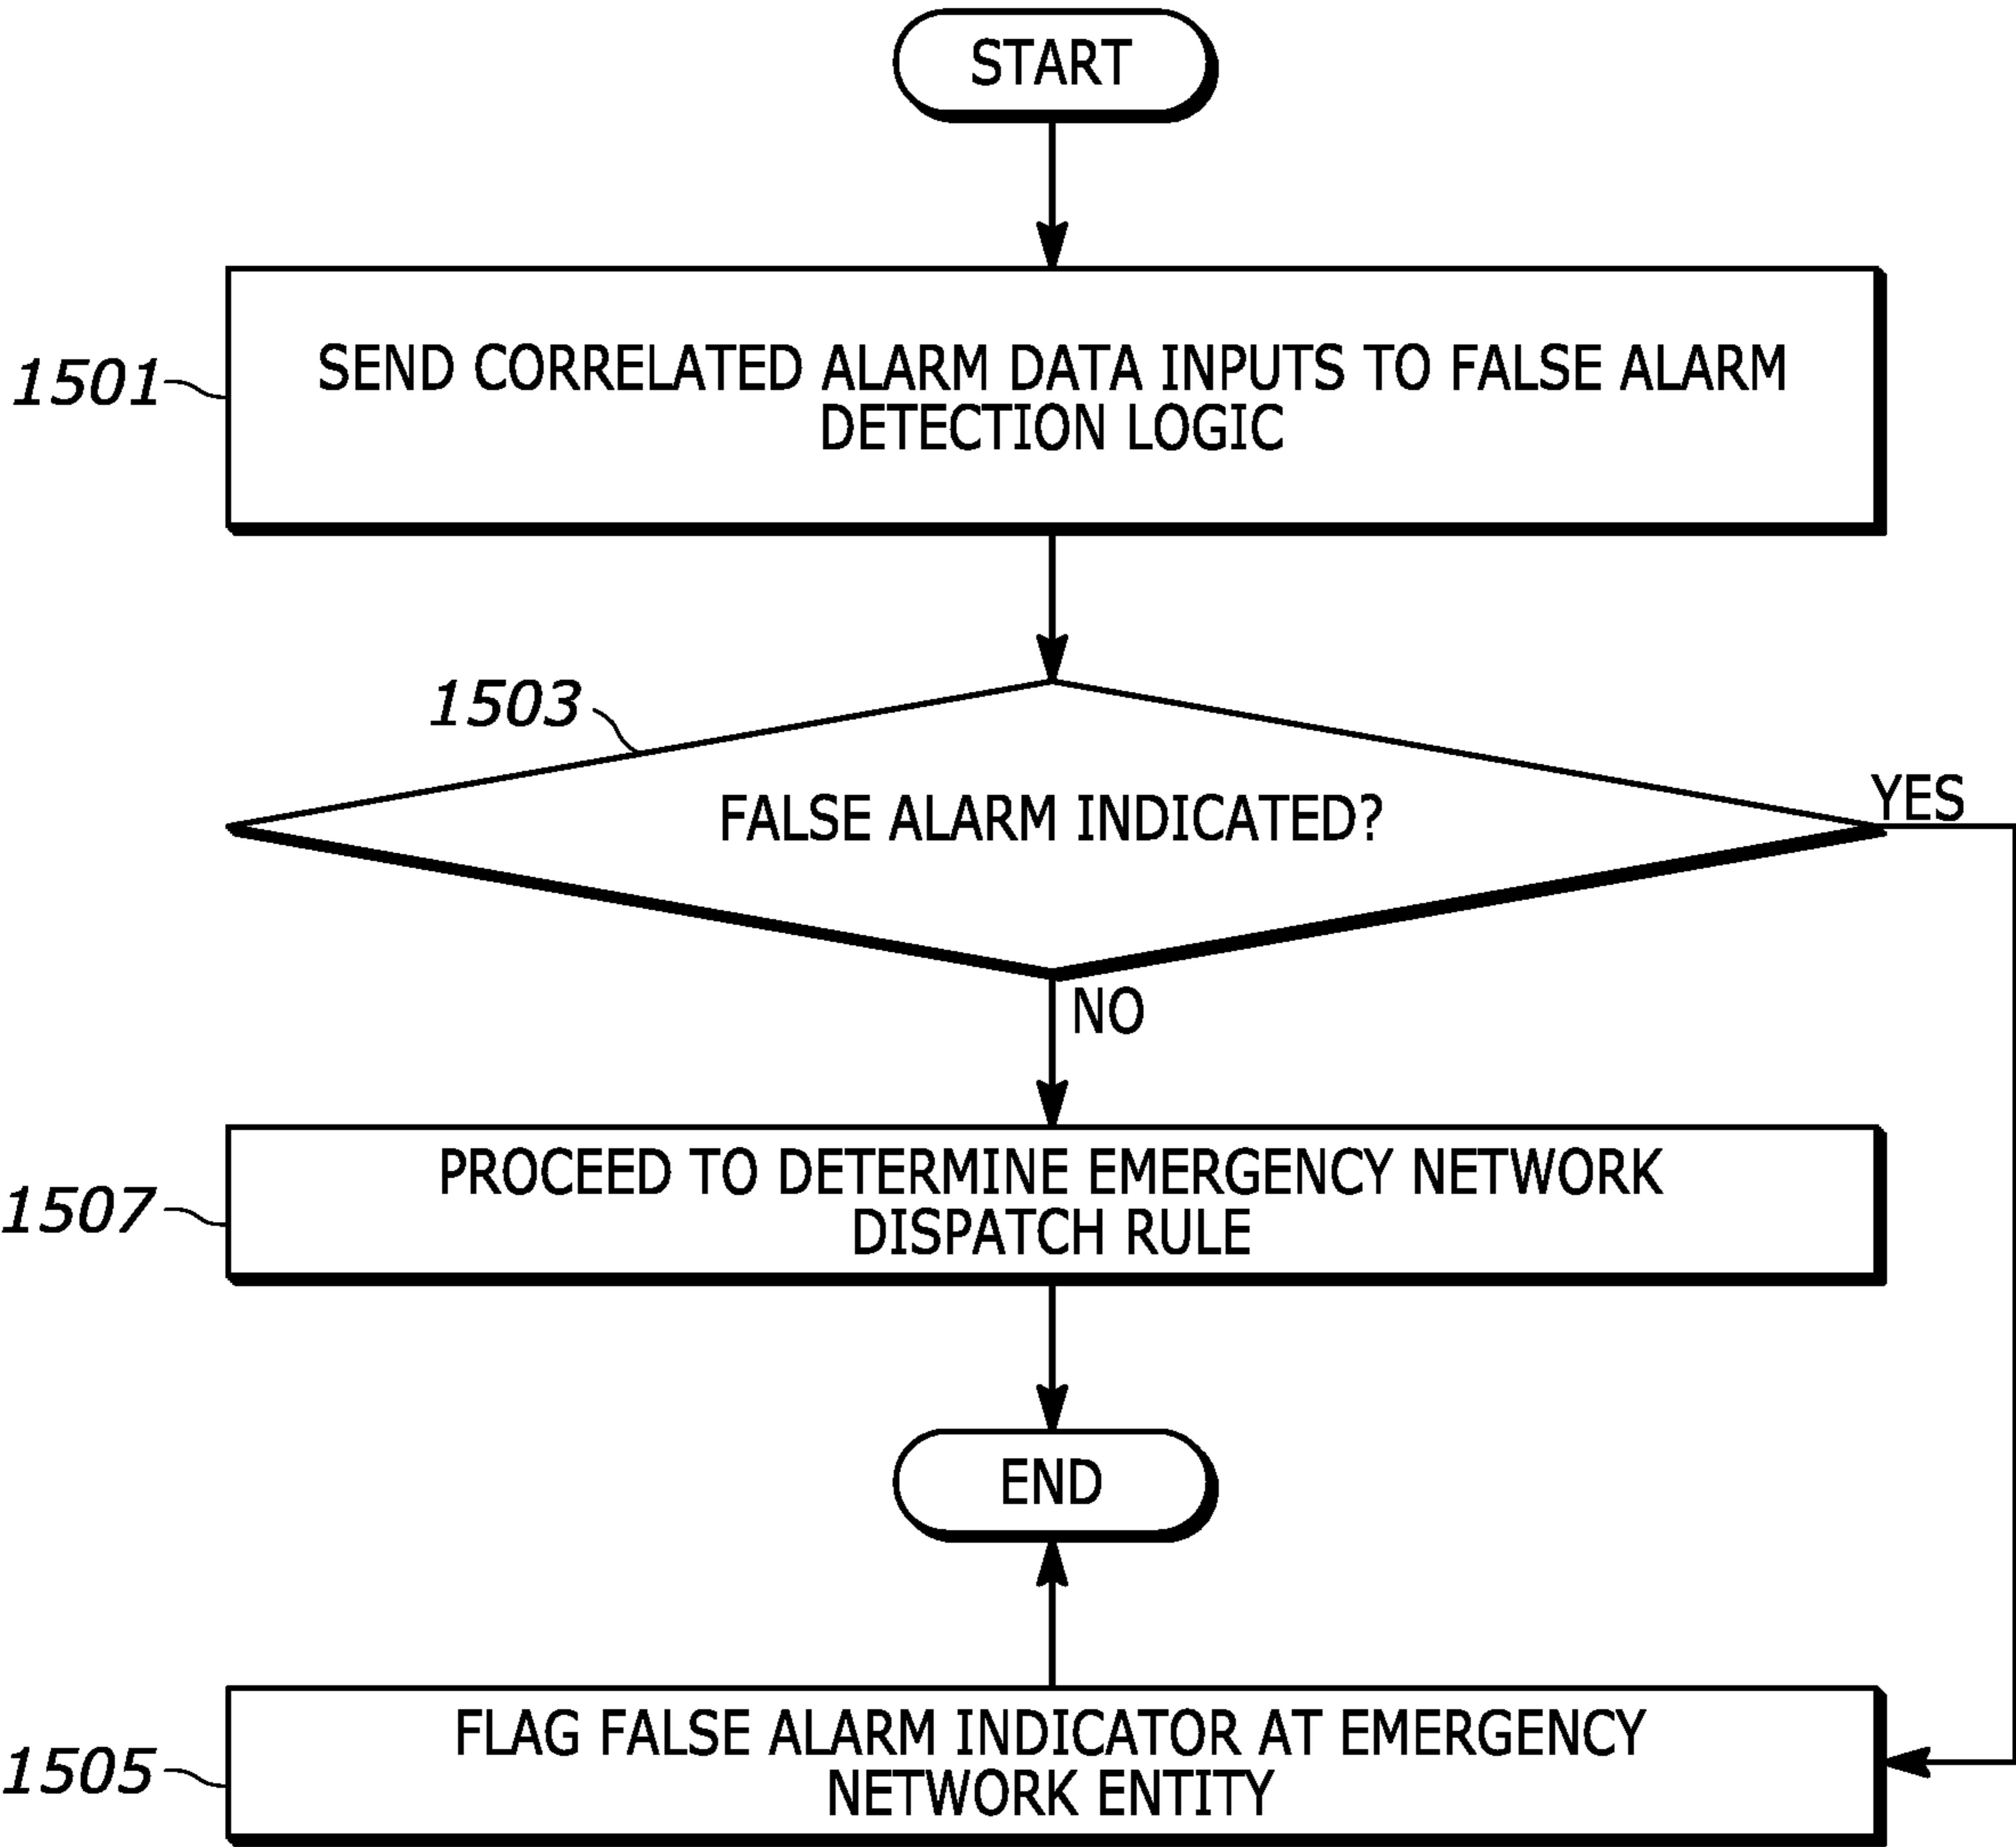 START
1501
SEND CORRELATED ALARM DATA INPUTS TO FALSE ALARM
DETECTION LOGIC
1503
FALSE ALARM INDICATED?
YES
NO
1507
PROCEED TO DETERMINE EMERGENCY NETWORK
DISPATCH RULE
END
1505
FLAG FALSE ALARM INDICATOR AT EMERGENCY
NETWORK ENTITY